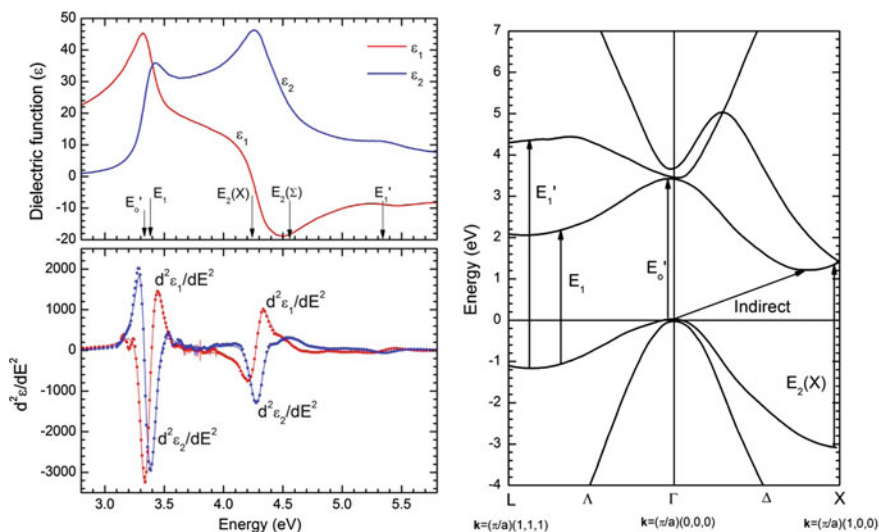 50
40
30
20
10
0
-10
-20
Dielectric function (ε)
ε₁
ε₂
ε₂
ε₁
E₀' E₁ E₂(X) E₂(Σ) E₁'
2000
1000
0
-1000
-2000
-3000
d²ε/dE²
d²ε₁/dE² d²ε₁/dE²
d²ε₂/dE² d²ε₂/dE²
3.0 3.5 4.0 4.5 5.0 5.5
Energy (eV)
7
6
5
4
3
2
1
0
-1
-2
-3
-4
Energy (eV)
E₁'
E₁
Eₒ'
Indirect
E₂(X)
L Λ Γ Δ X
k=(π/a)(1,1,1) k=(π/a)(0,0,0) k=(π/a)(1,0,0)